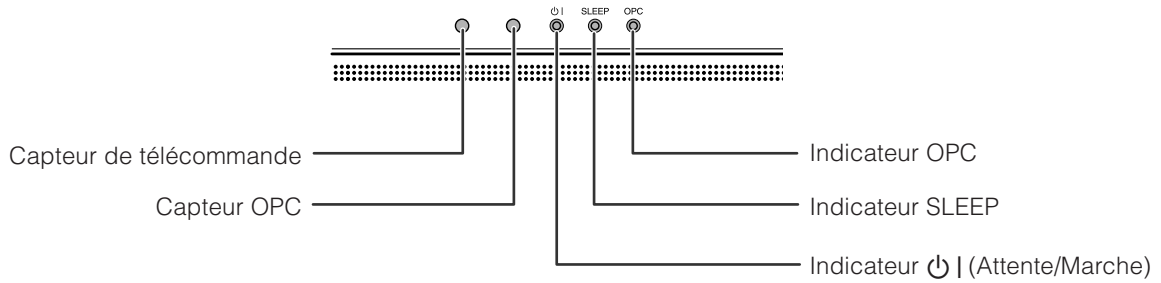 ⏻ | SLEEP OPC
Capteur de télécommande
Indicateur OPC
Capteur OPC
Indicateur SLEEP
Indicateur ⏻ | (Attente/Marche)